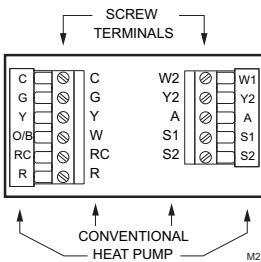 SCREW
TERMINALS
C C W2 W1
G G Y2 Y2
Y Y A A
O/B W S1 S1
RC RC S2 S2
R R
CONVENTIONAL
HEAT PUMP
M2